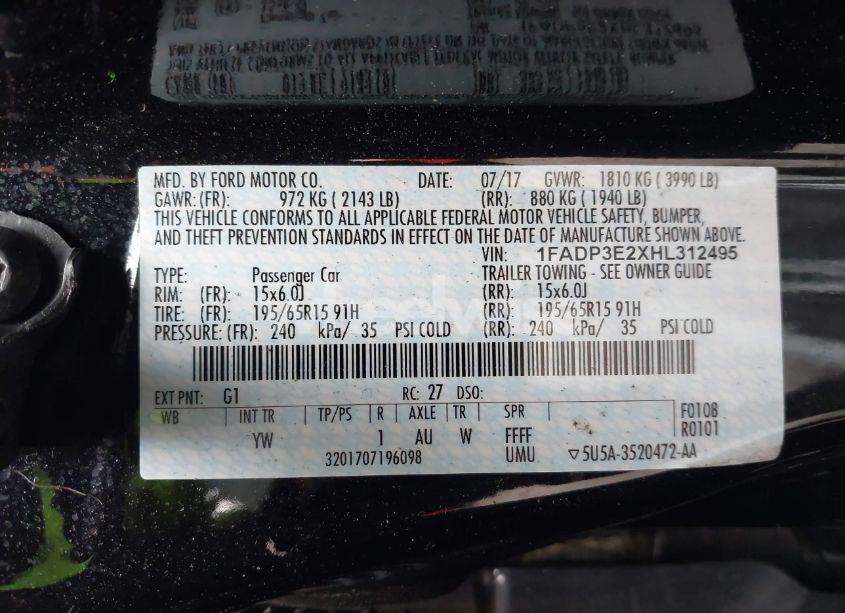 MFD. BY FORD MOTOR CO. DATE: 07/17 GVWR: 1810 KG ( 3990 LB)
GAWR:(FR): 972 KG ( 2143 LB) (RR): 880 KG ( 1940 LB)
THIS VEHICLE CONFORMS TO ALL APPLICABLE FEDERAL MOTOR VEHICLE SAFETY, BUMPER,
AND THEFT PREVENTION STANDARDS IN EFFECT ON THE DATE OF MANUFACTURE SHOWN ABOVE.
VIN: 1FADP3E2XHL312495
TYPE: Passenger Car TRAILER TOWING - SEE OWNER GUIDE
RIM: (FR): 15x6.0J (RR): 15x6.0J
TIRE: (FR): 195/65R15 91H (RR): 195/65R15 91H
PRESSURE: (FR): 240 kPa/ 35 PSI COLD (RR): 240 kPa/ 35 PSI COLD
EXT PNT: G1 RC: 27 DSO:
WB INT TR TP/PS R AXLE TR SPR F0108
YW 1 AU W FFFF R0101
3201707196098 UMU ▽5U5A-3520472-AA